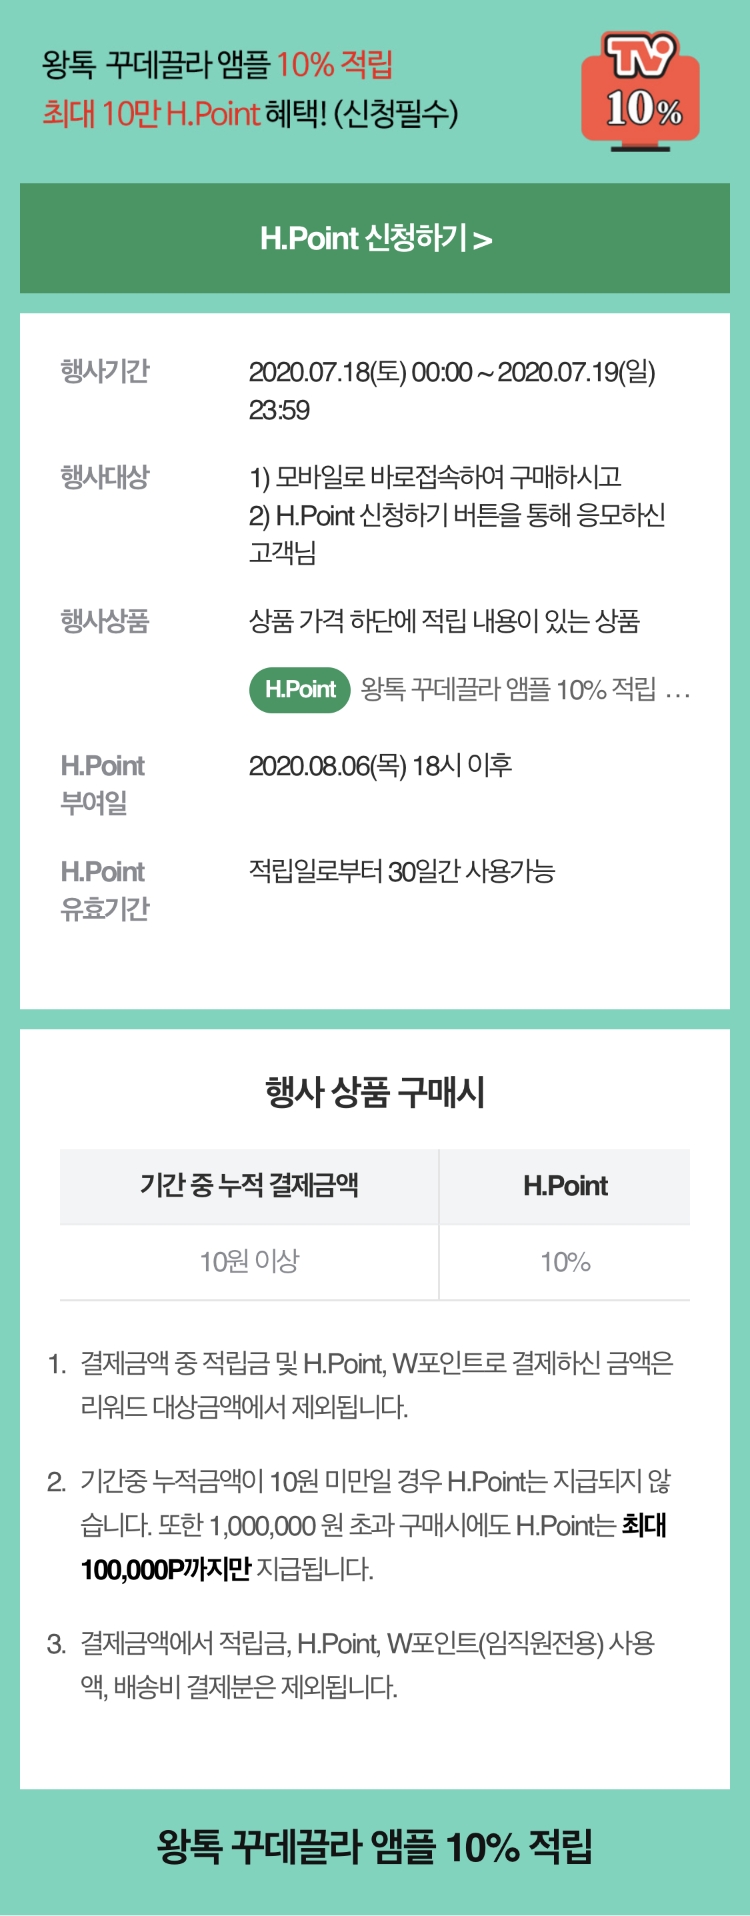 왕톡 꾸데끌라 앰플 10% 적립
최대 10만 H.Point 혜택! (신청필수)
TV
10%
H.Point 신청하기 >
행사기간
2020.07.18(토) 00:00 ~ 2020.07.19(일)
23:59
행사대상
1) 모바일로 바로접속하여 구매하시고
2) H.Point 신청하기 버튼을 통해 응모하신
고객님
행사상품
상품 가격 하단에 적립 내용이 있는 상품
H.Point 왕톡 꾸데끌라 앰플 10% 적립 ...
H.Point
부여일
2020.08.06(목) 18시 이후
H.Point
유효기간
적립일로부터 30일간 사용가능
행사 상품 구매시
기간 중 누적 결제금액 H.Point
10원 이상 10%
1. 결제금액 중 적립금 및 H.Point, W포인트로 결제하신 금액은
리워드 대상금액에서 제외됩니다.
2. 기간중 누적금액이 10원 미만일 경우 H.Point는 지급되지 않
습니다. 또한 1,000,000 원 초과 구매시에도 H.Point는 최대
100,000P까지만 지급됩니다.
3. 결제금액에서 적립금, H.Point, W포인트(임직원전용) 사용
액, 배송비 결제분은 제외됩니다.
왕톡 꾸데끌라 앰플 10% 적립